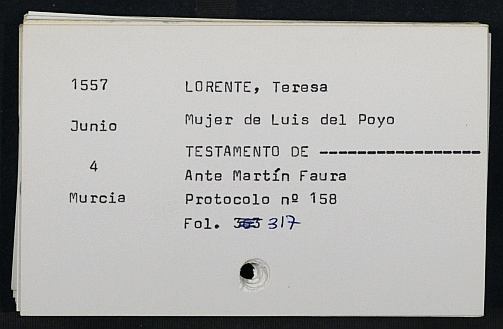 1557 LORENTE, Teresa
Junio Mujer de Luis del Poyo
TESTAMENTO DE ------------------
4 Ante Martín Faura
Murcia Protocolo nº 158
Fol. 317